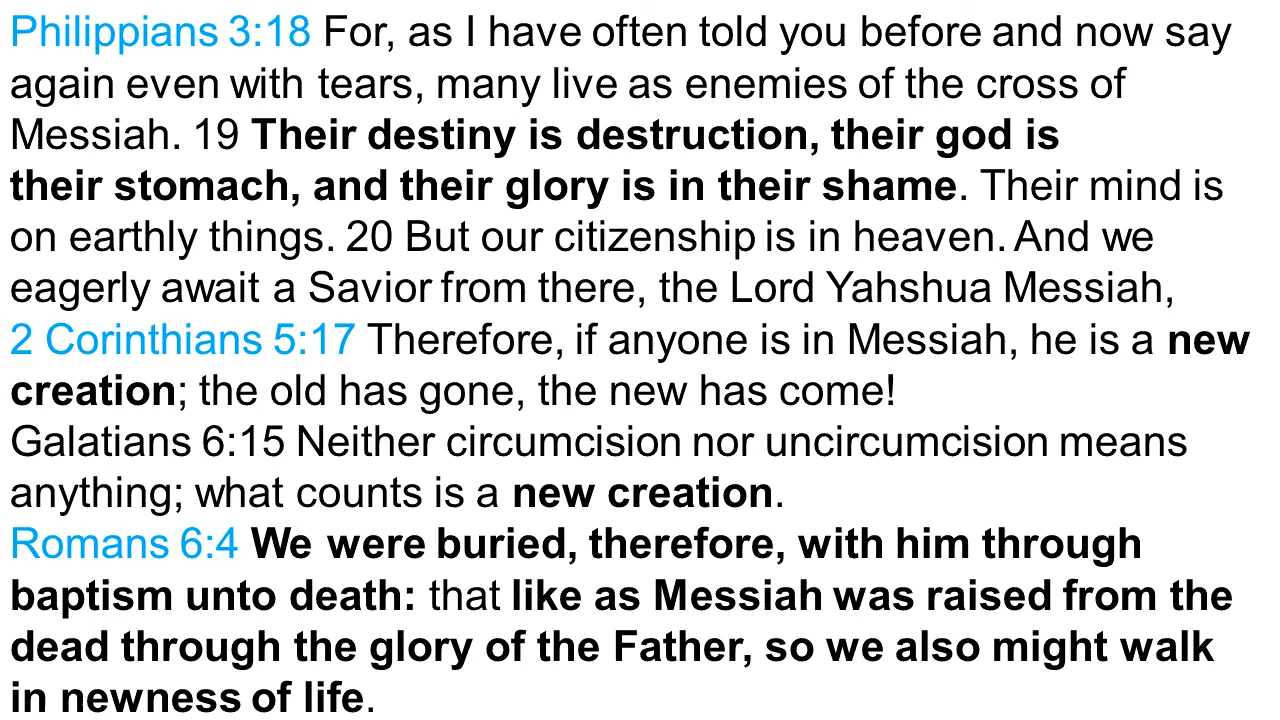 Philippians 3:18 For, as I have often told you before and now say
again even with tears, many live as enemies of the cross of
Messiah. 19 Their destiny is destruction, their god is
their stomach, and their glory is in their shame. Their mind is
on earthly things. 20 But our citizenship is in heaven. And we
eagerly await a Savior from there, the Lord Yahshua Messiah,
2 Corinthians 5:17 Therefore, if anyone is in Messiah, he is a new
creation; the old has gone, the new has come!
Galatians 6:15 Neither circumcision nor uncircumcision means
anything; what counts is a new creation.
Romans 6:4 We were buried, therefore, with him through
baptism unto death: that like as Messiah was raised from the
dead through the glory of the Father, so we also might walk
in newness of life.